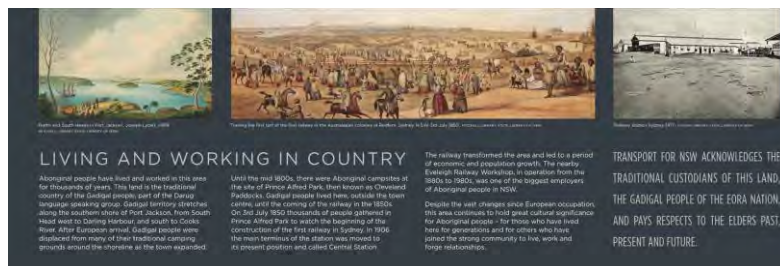 LIVING AND WORKING IN COUNTRY
Aboriginal people have lived and worked in this area
for thousands of years. This land is the traditional
country of the Gadigal people, part of the Darug
language speaking group. Gadigal territory stretches
along the southern shore of Port Jackson, from South
Head west to Darling Harbour, and south to Cooks
River. After European arrival, Gadigal people were
displaced from many of their traditional camping
grounds around the shoreline as the town expanded.
Until the mid 1800s, there were Aboriginal campsites at
the site of Prince Alfred Park, then known as Cleveland
Paddocks. Gadigal people lived here, outside the town
centre, until the coming of the railway in the 1850s.
On 3rd July 1850 thousands of people gathered in
Prince Alfred Park to watch the beginning of the
construction of the first railway in Sydney. In 1906
the main terminus of the station was moved to
its present position and called Central Station.
The railway transformed the area and led to a period
of economic and population growth. The nearby
Eveleigh Railway Workshop, in operation from the
1880s to 1980s, was one of the biggest employers
of Aboriginal people in NSW.
Despite the vast changes since European occupation,
this area continues to hold great cultural significance
for Aboriginal people – for those who have lived
here for generations and for others who have
joined the strong community to live, work and
forge relationships.
TRANSPORT FOR NSW ACKNOWLEDGES THE
TRADITIONAL CUSTODIANS OF THIS LAND,
THE GADIGAL PEOPLE OF THE EORA NATION,
AND PAYS RESPECTS TO THE ELDERS PAST,
PRESENT AND FUTURE.